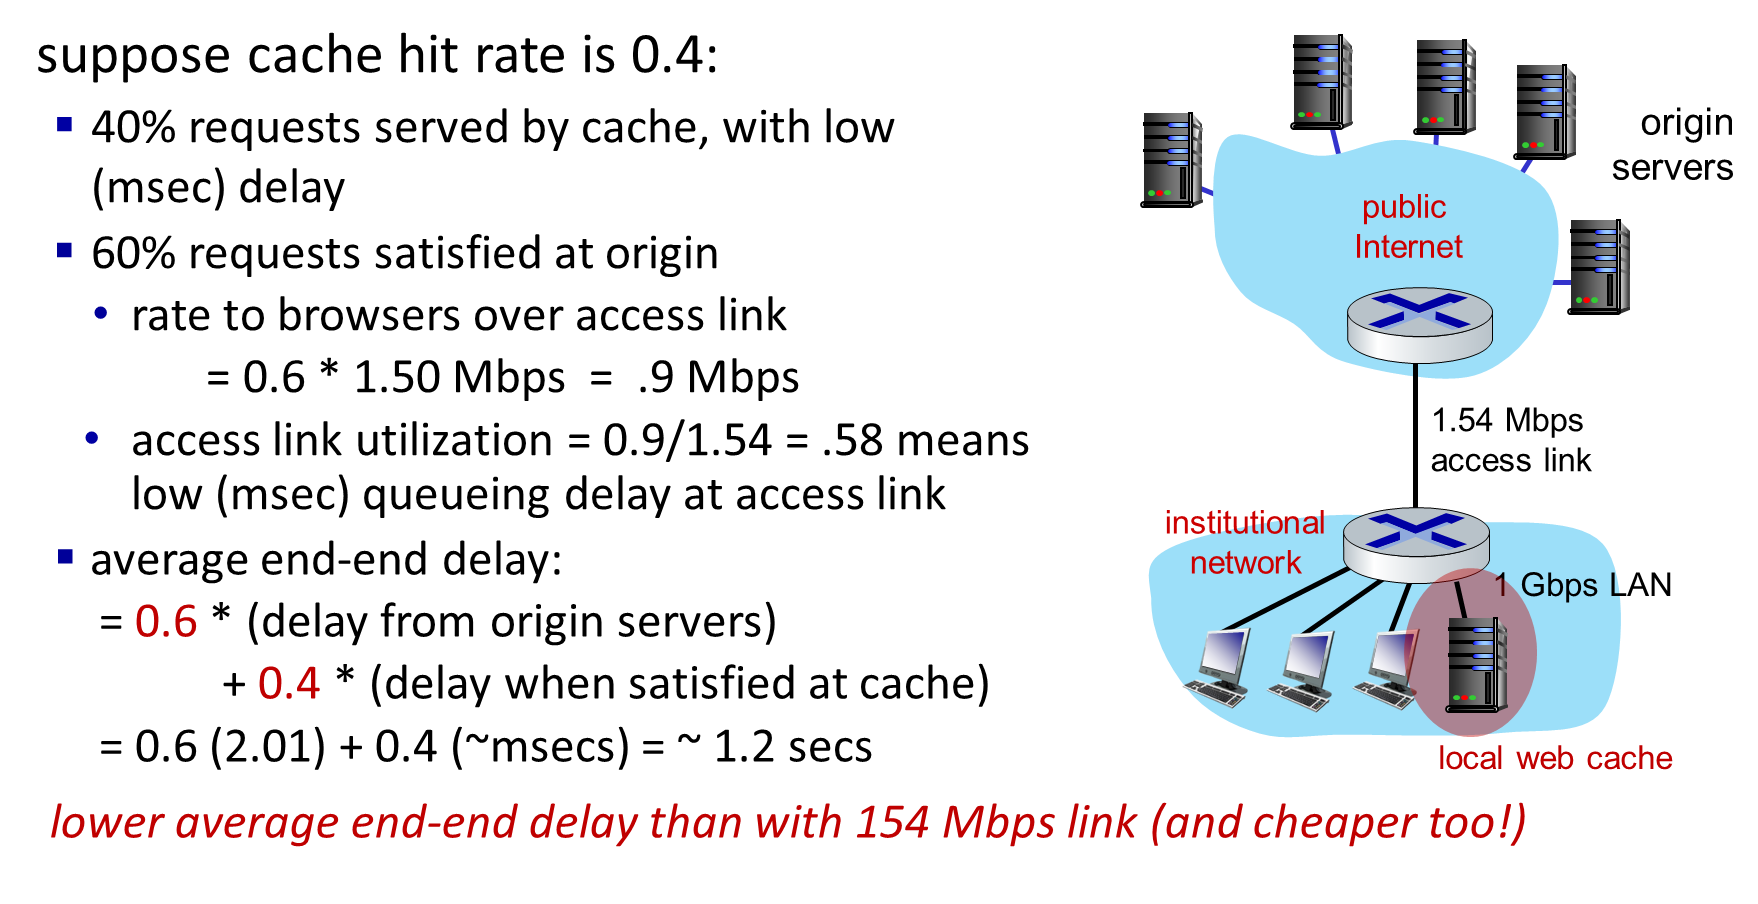 suppose cache hit rate is 0.4:
▪ 40% requests served by cache, with low
(msec) delay
▪ 60% requests satisfied at origin
• rate to browsers over access link
= 0.6 * 1.50 Mbps = .9 Mbps
• access link utilization = 0.9/1.54 = .58 means
low (msec) queueing delay at access link
▪ average end-end delay:
= 0.6 * (delay from origin servers)
+ 0.4 * (delay when satisfied at cache)
= 0.6 (2.01) + 0.4 (~msecs) = ~ 1.2 secs
lower average end-end delay than with 154 Mbps link (and cheaper too!)
origin
servers
public
Internet
1.54 Mbps
access link
institutional
network
1 Gbps LAN
local web cache